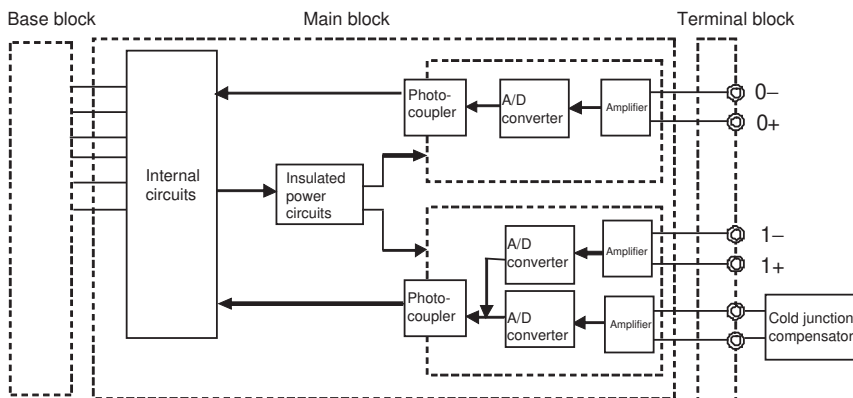 Base block
Main block
Terminal block
Photo-
coupler
A/D
converter
Amplifier
0−
0+
Internal
circuits
Insulated
power
circuits
A/D
converter
Amplifier
1−
1+
Photo-
coupler
A/D
converter
Amplifier
Cold junction
compensator